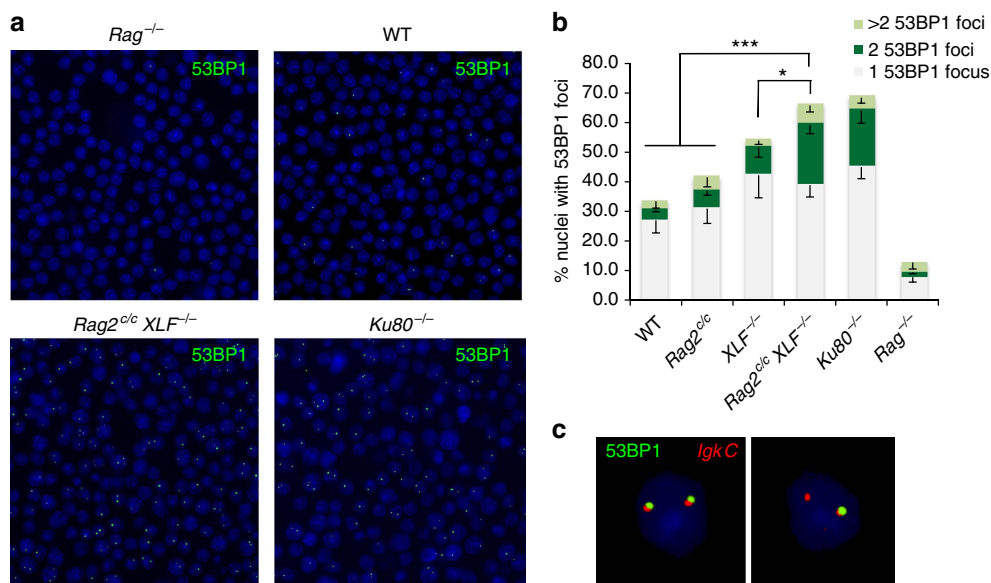 a
Rag−/−
WT
53BP1
53BP1
Rag2c/c XLF−/−
Ku80−/−
53BP1
53BP1
b
>2 53BP1 foci
2 53BP1 foci
1 53BP1 focus
% nuclei with 53BP1 foci
80.0
70.0
60.0
50.0
40.0
30.0
20.0
10.0
0.0
***
*
WT
Rag2c/c
XLF−/−
Rag2c/c XLF−/−
Ku80−/−
Rag−/−
c
53BP1
IgkC